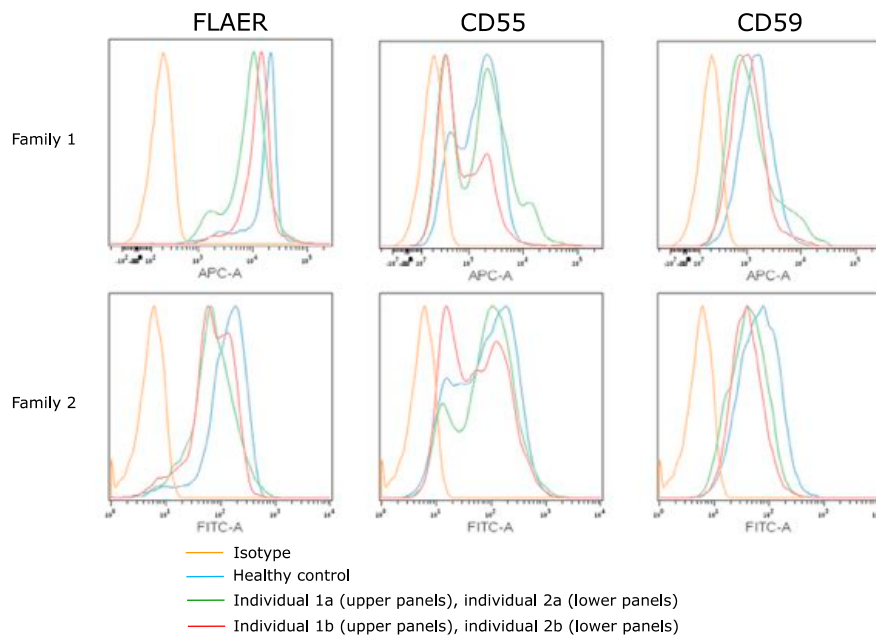 FLAER CD55 CD59
Family 1
APC-A APC-A APC-A
Family 2
FITC-A FITC-A FITC-A
Isotype
Healthy control
Individual 1a (upper panels), individual 2a (lower panels)
Individual 1b (upper panels), individual 2b (lower panels)